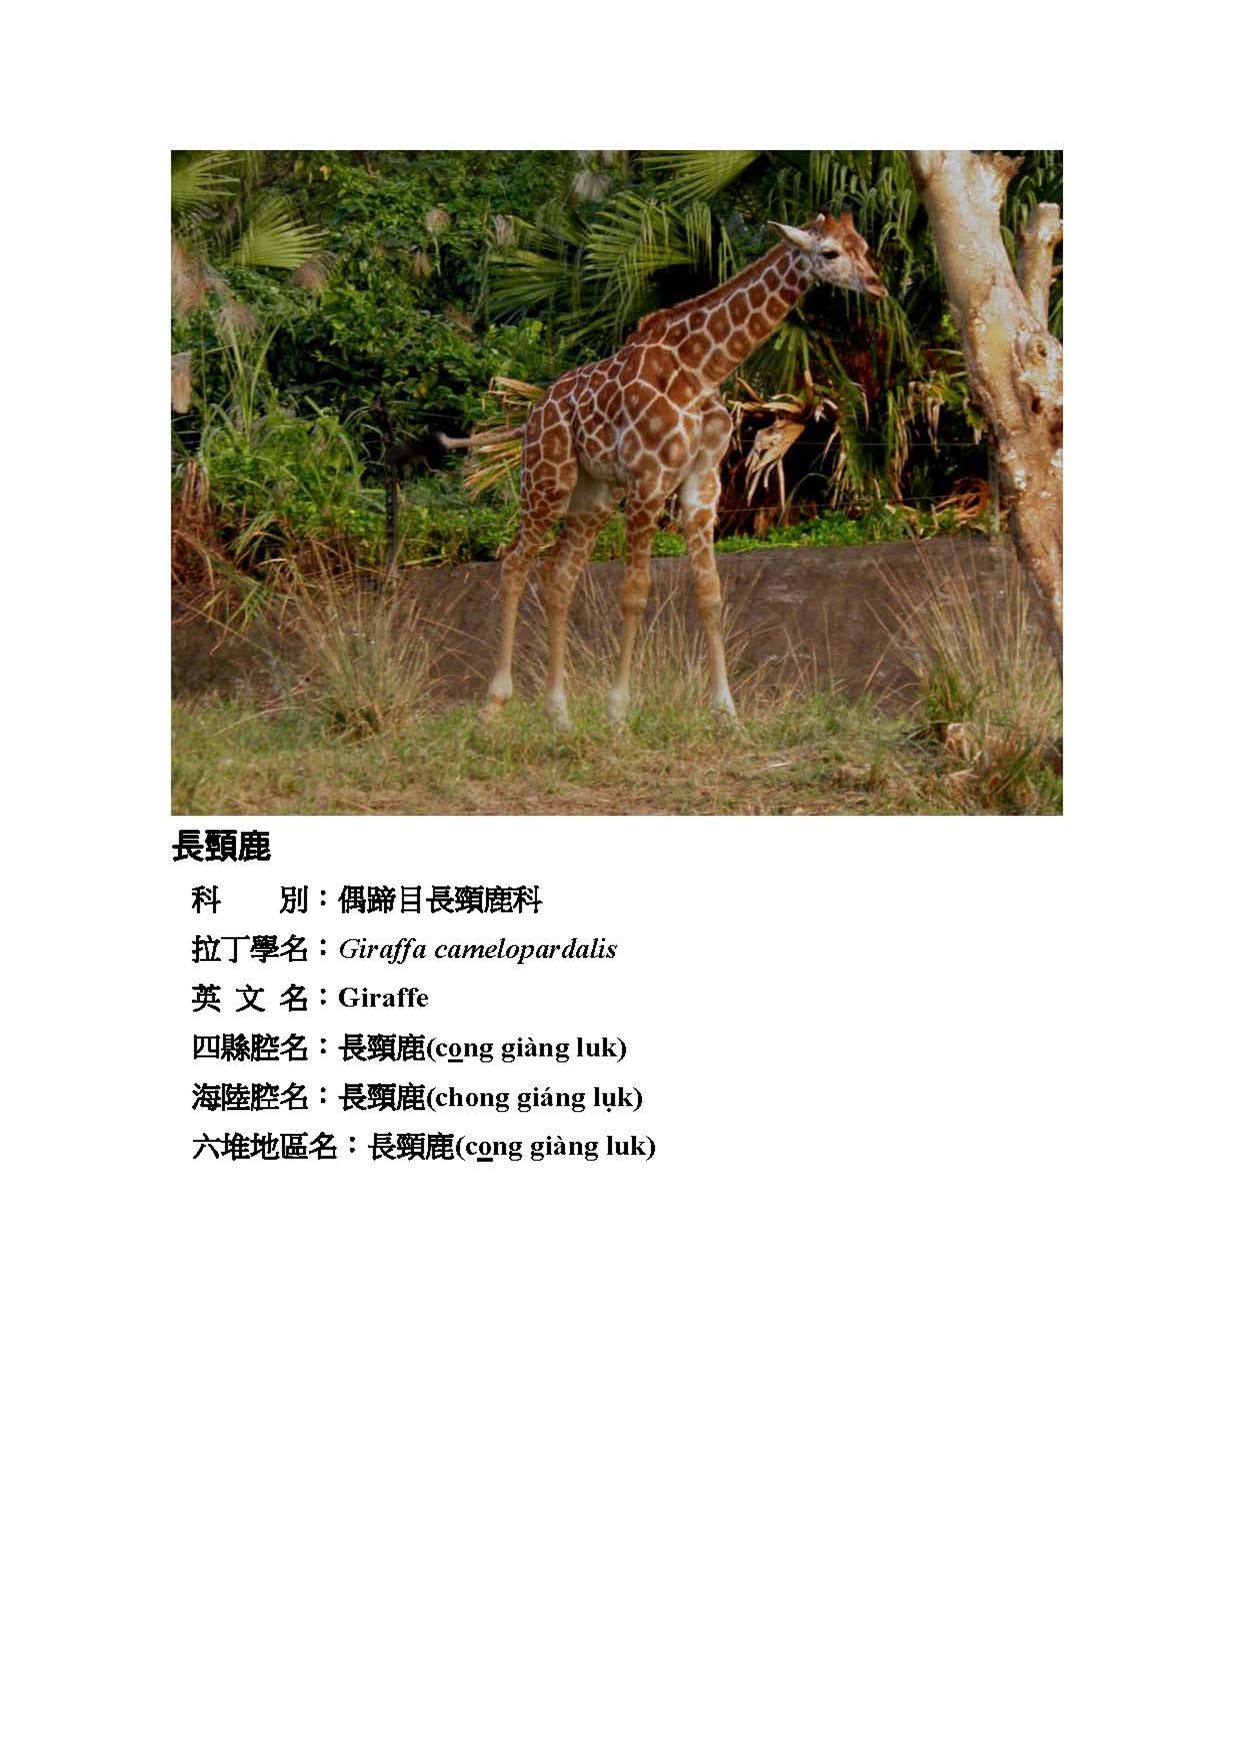 長頸鹿
科　　別：偶蹄目長頸鹿科
拉丁學名：Giraffa camelopardalis
英 文 名：Giraffe
四縣腔名：長頸鹿(co̲ng giàng luk)
海陸腔名：長頸鹿(chong giáng lụk)
六堆地區名：長頸鹿(co̲ng giàng luk)